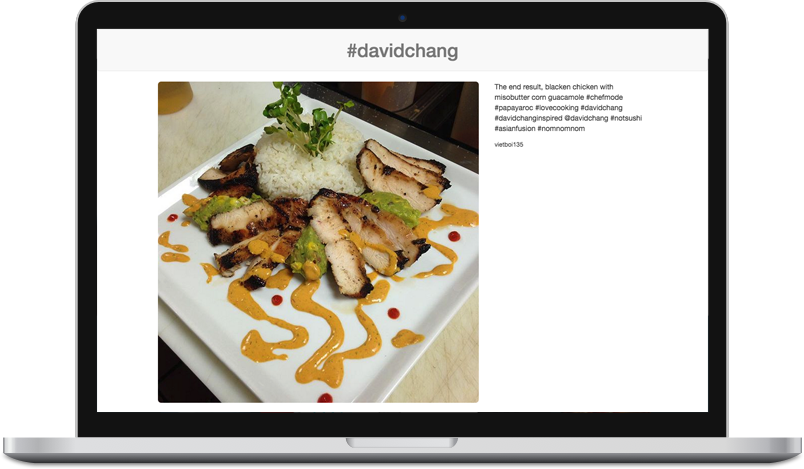 #davidchang
The end result, blacken chicken with
misobutter corn guacamole #chefmode
#papayaroc #lovecooking #davidchang
#davidchanginspired @davidchang #notsushi
#asianfusion #nomnomnom
vietboi135